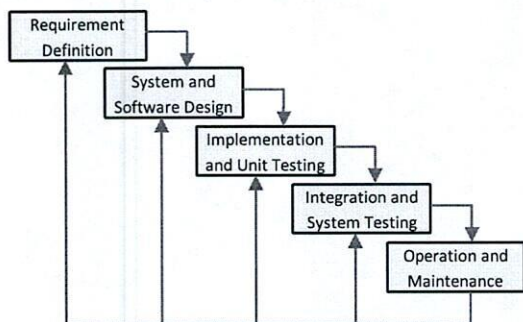 Requirement
Definition
System and
Software Design
Implementation
and Unit Testing
Integration and
System Testing
Operation and
Maintenance